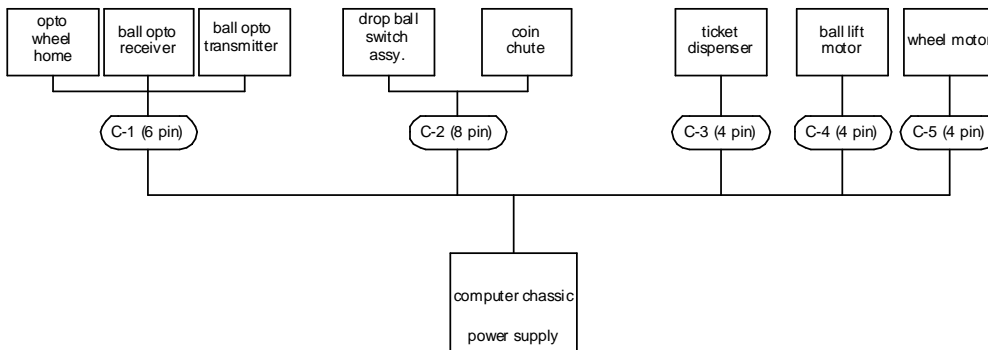 opto
wheel
home
ball opto
receiver
ball opto
transmitter
drop ball
switch
assy.
coin
chute
ticket
dispenser
ball lift
motor
wheel motor
C-1 (6 pin)
C-2 (8 pin)
C-3 (4 pin)
C-4 (4 pin)
C-5 (4 pin)
computer chassic
power supply